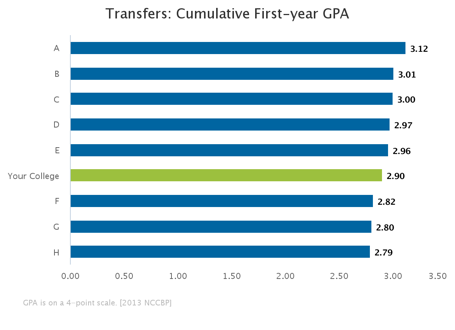 Transfers: Cumulative First-year GPA
A 3.12
B 3.01
C 3.00
D 2.97
E 2.96
Your College 2.90
F 2.82
G 2.80
H 2.79
0.00 0.50 1.00 1.50 2.00 2.50 3.00 3.50
GPA is on a 4-point scale. [2013 NCCBP]